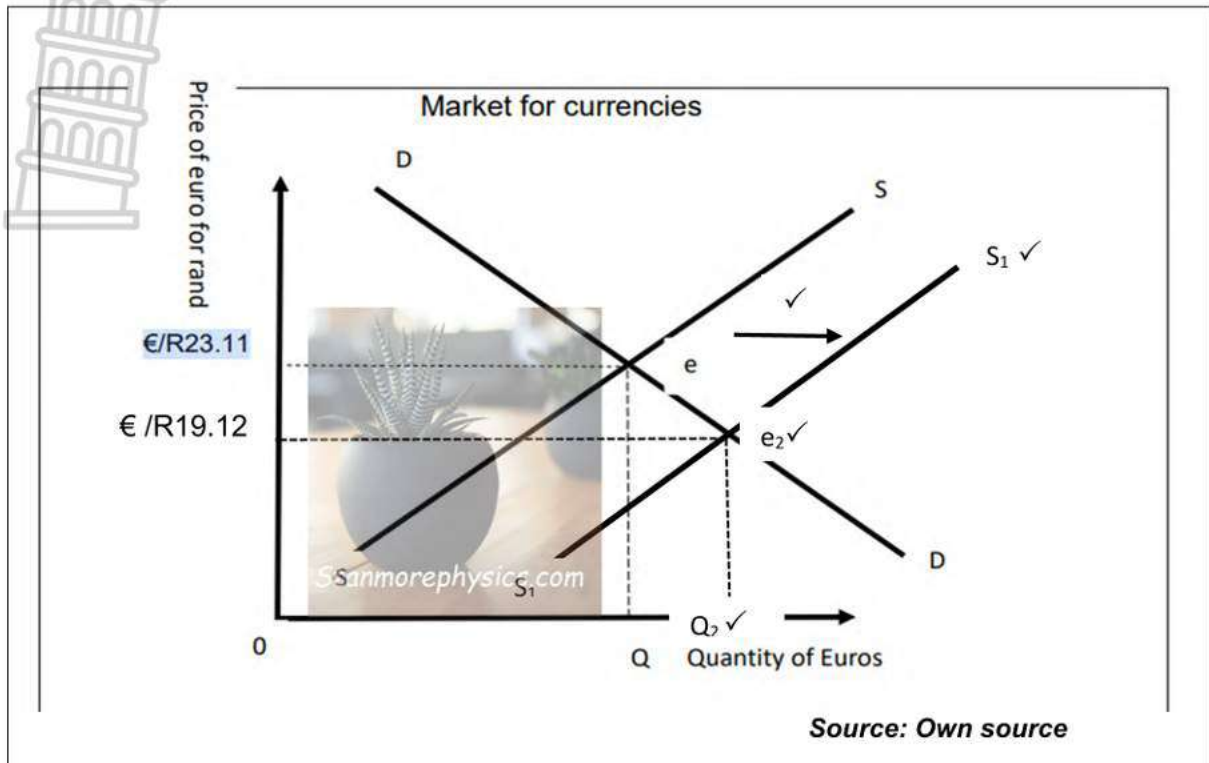 Market for currencies
Price of euro for rand
D
S
S₁ ✓
✓
€/R23.11
e
€ /R19.12
e₂ ✓
D
S
S₁
Stanmorephysics.com
Q₂ ✓
0
Q
Quantity of Euros
Source: Own source